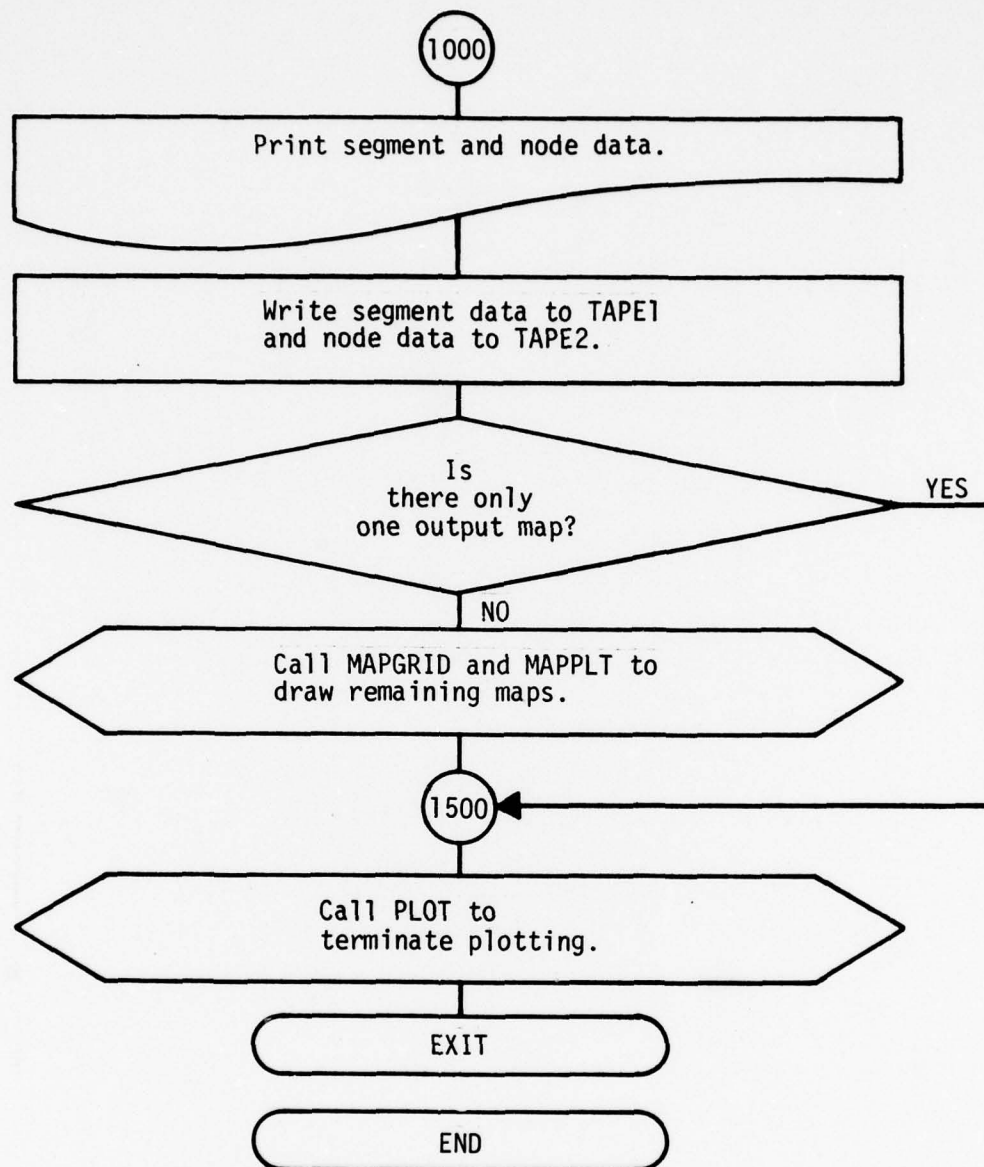 1000
Print segment and node data.
Write segment data to TAPE1
and node data to TAPE2.
Is
there only
one output map?
YES
NO
Call MAPGRID and MAPPLT to
draw remaining maps.
1500
Call PLOT to
terminate plotting.
EXIT
END